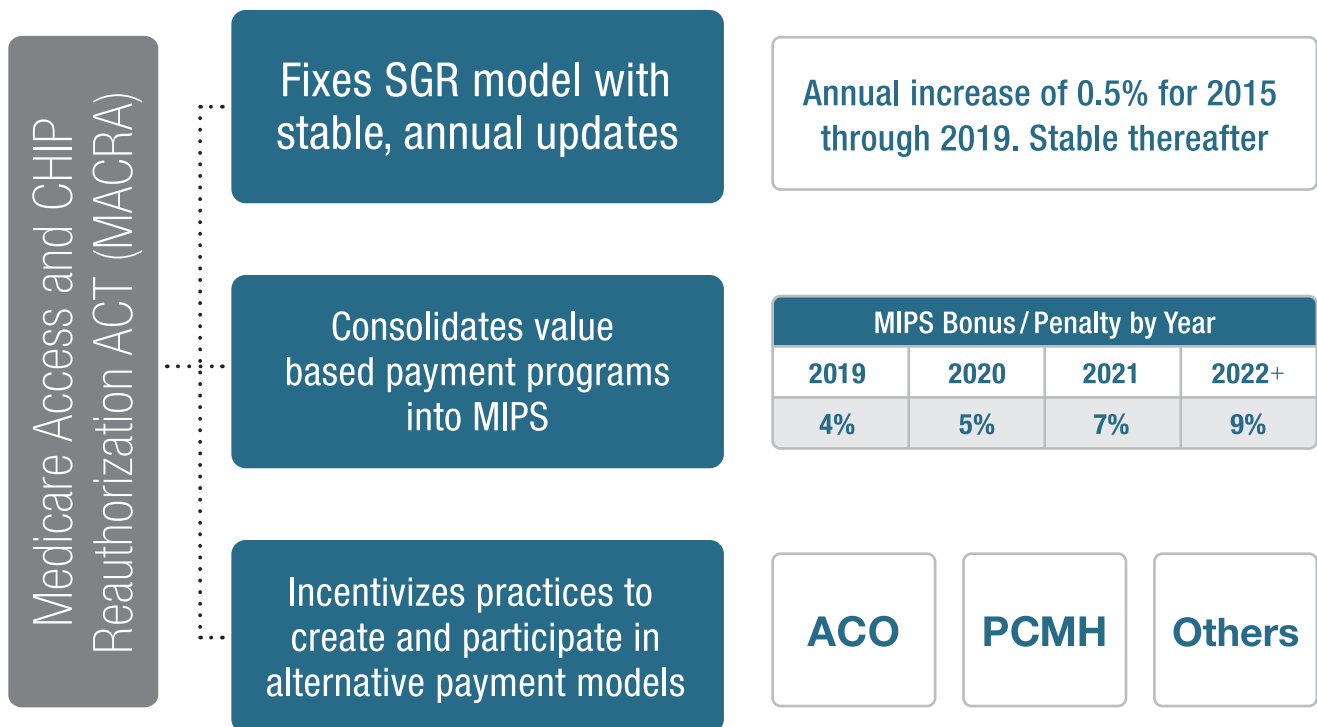 Medicare Access and CHIP
Reauthorization ACT (MACRA)
Fixes SGR model with
stable, annual updates
Annual increase of 0.5% for 2015
through 2019. Stable thereafter
Consolidates value
based payment programs
into MIPS
MIPS Bonus / Penalty by Year
2019 2020 2021 2022+
4% 5% 7% 9%
Incentivizes practices to
create and participate in
alternative payment models
ACO PCMH Others